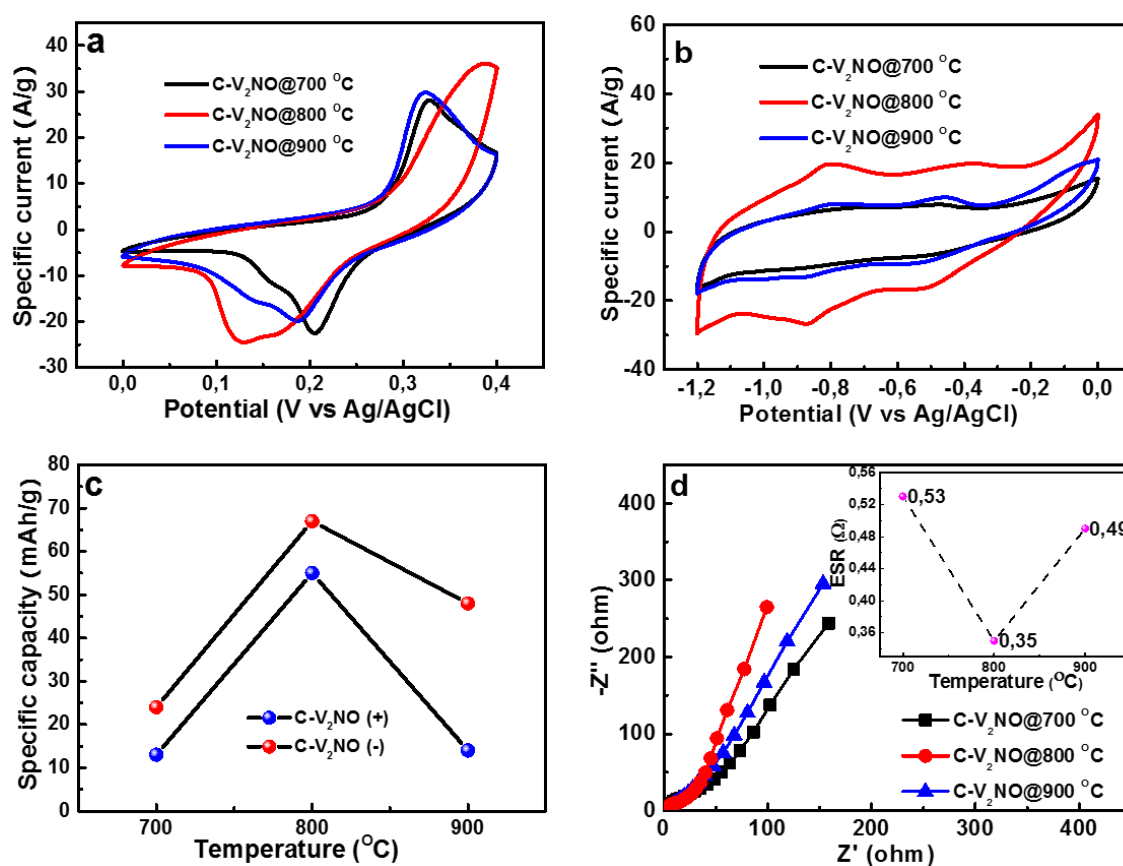 a
C-V₂NO@700 °C
C-V₂NO@800 °C
C-V₂NO@900 °C
40
30
20
10
0
-10
-20
-30
Specific current (A/g)
0,0 0,1 0,2 0,3 0,4
Potential (V vs Ag/AgCl)
b
C-V₂NO@700 °C
C-V₂NO@800 °C
C-V₂NO@900 °C
60
40
20
0
-20
-40
Specific current (A/g)
-1,2 -1,0 -0,8 -0,6 -0,4 -0,2 0,0
Potential (V vs Ag/AgCl)
c
80
70
60
50
40
30
20
10
0
Specific capacity (mAh/g)
C-V₂NO (+)
C-V₂NO (-)
700 800 900
Temperature (°C)
d
400
300
200
100
0
-Z'' (ohm)
0,56
0,52
0,48
0,44
0,40
0,36
ESR (Ω)
0,53
0,49
0,35
700 800 900
Temperature (°C)
C-V₂NO@700 °C
C-V₂NO@800 °C
C-V₂NO@900 °C
0 100 200 300 400
Z' (ohm)